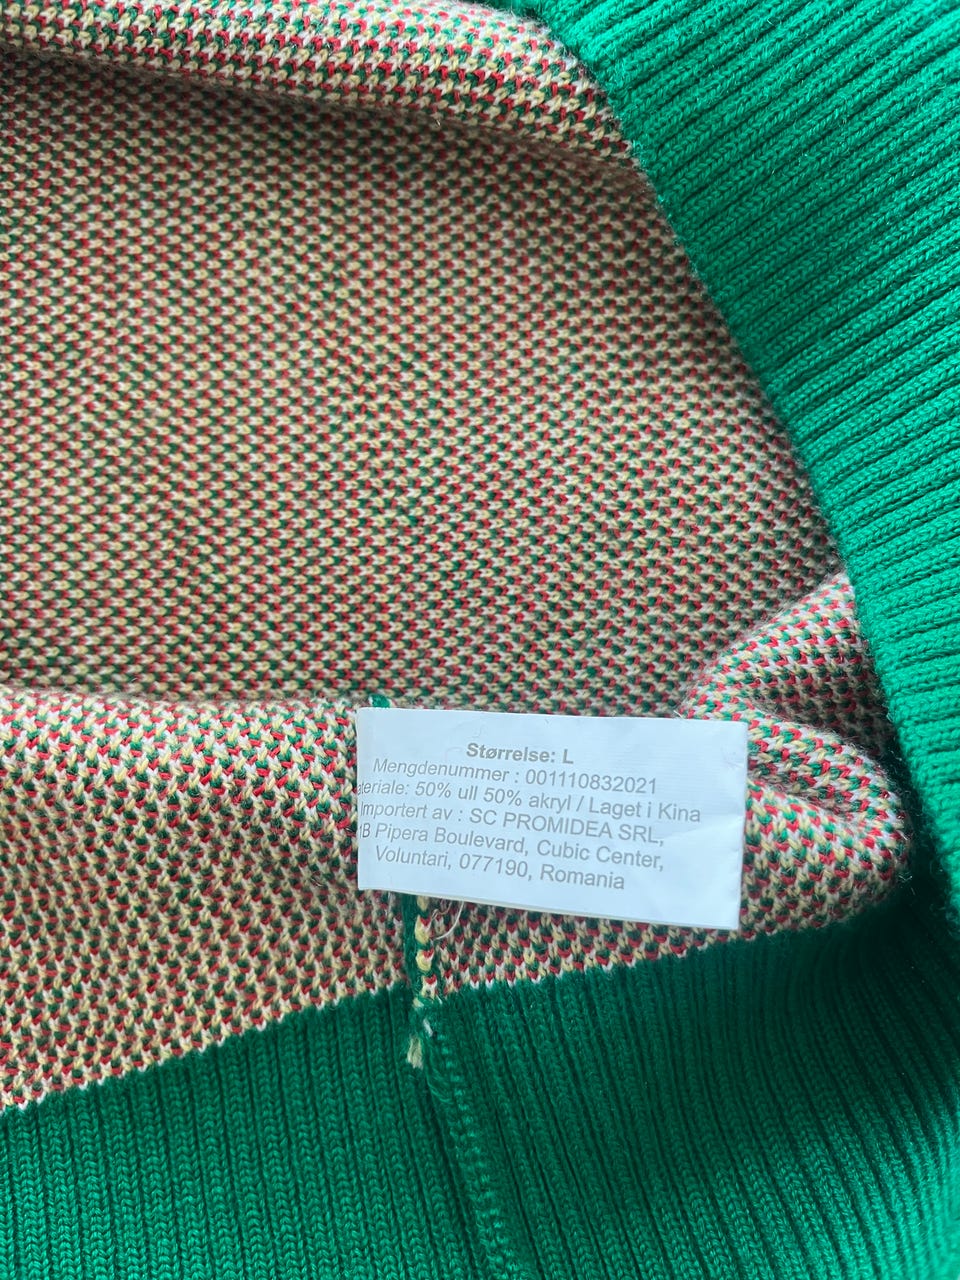 Størrelse: L
Mengdenummer : 001110832021
ateriale: 50% ull 50% akryl / Laget i Kina
Importert av : SC PROMIDEA SRL,
1B Pipera Boulevard, Cubic Center,
Voluntari, 077190, Romania